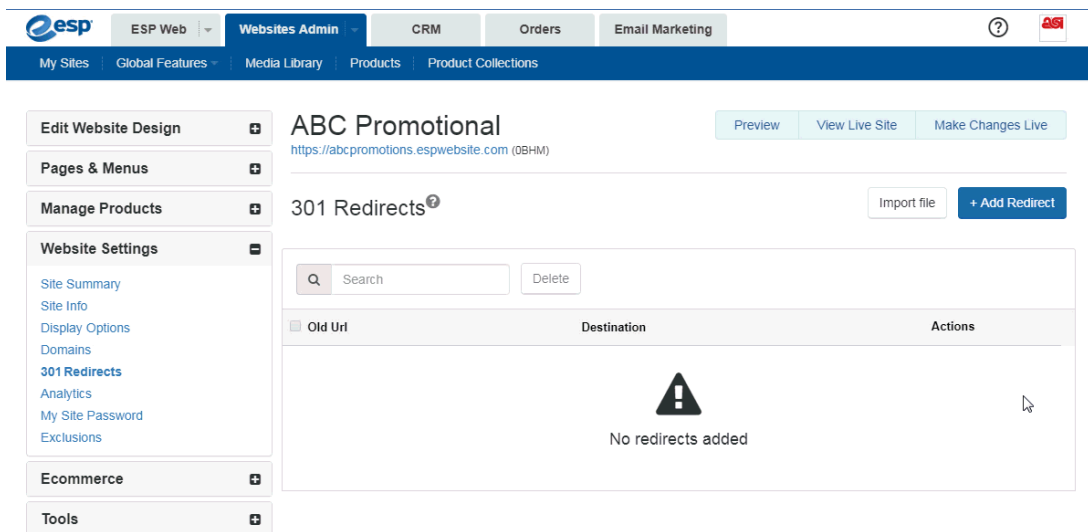 esp
ESP Web
Websites Admin
CRM
Orders
Email Marketing
?
ASI
My Sites
Global Features
Media Library
Products
Product Collections
Edit Website Design
Pages & Menus
Manage Products
Website Settings
Site Summary
Site Info
Display Options
Domains
301 Redirects
Analytics
My Site Password
Exclusions
Ecommerce
Tools
ABC Promotional
https://abcpromotions.espwebsite.com (0BHM)
Preview
View Live Site
Make Changes Live
301 Redirects?
Import file
+ Add Redirect
Search
Delete
Old Url
Destination
Actions
No redirects added